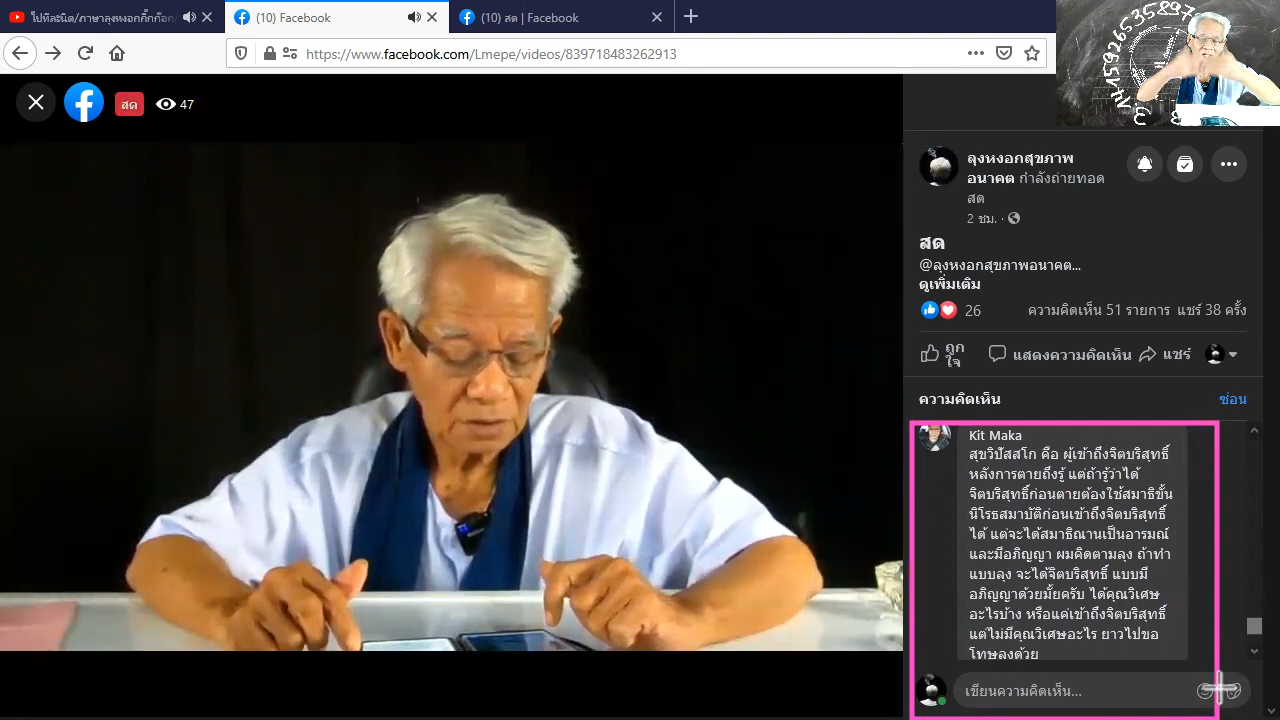 ไปทีละนิด/ภาษาลุงหงอกกิ๊กก๊อก/
(10) Facebook
(10) สด | Facebook
https://www.facebook.com/Lmepe/videos/839718483262913
สด
47
ลุงหงอกสุขภาพ
อนาคต กำลังถ่ายทอด
สด
2 ชม. ·
สด
@ลุงหงอกสุขภาพอนาคต...
ดูเพิ่มเติม
26
ความคิดเห็น 51 รายการ แชร์ 38 ครั้ง
ถูก
ใจ
แสดงความคิดเห็น
แชร์
ความคิดเห็น
ซ่อน
Kit Maka
สุขวิปัสสโก คือ ผู้เข้าถึงจิตบริสุทธิ์
หลังการตายถึงรู้ แต่ถ้ารู้ว่าได้
จิตบริสุทธิ์ก่อนตายต้องใช้สมาธิขั้น
นิโรธสมาบัติก่อนเข้าถึงจิตบริสุทธิ์
ได้ แต่จะได้สมาธิฌานเป็นอารมณ์
และมีอภิญญา ผมคิดตามลุง ถ้าทำ
แบบลุง จะได้จิตบริสุทธิ์ แบบมี
อภิญญาด้วยมั้ยครับ ได้คุณวิเศษ
อะไรบ้าง หรือแค่เข้าถึงจิตบริสุทธิ์
แต่ไม่มีคุณวิเศษอะไร ยาวไปขอ
โทษลุงด้วย
เขียนความคิดเห็น...